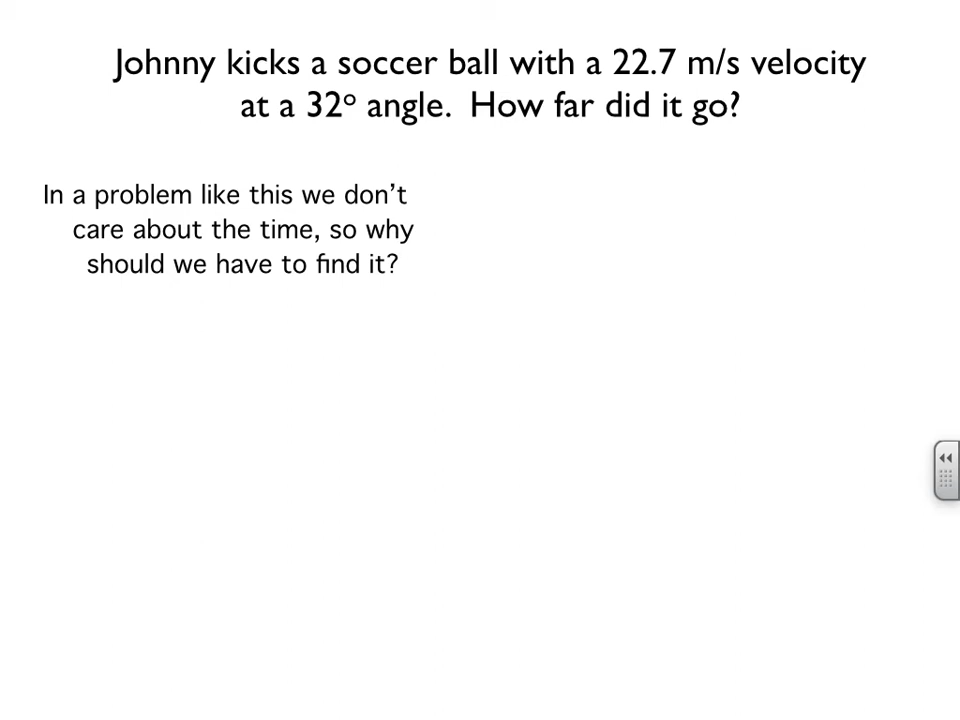 Johnny kicks a soccer ball with a 22.7 m/s velocity
at a 32º angle.  How far did it go?
In a problem like this we don’t
care about the time, so why
should we have to find it?